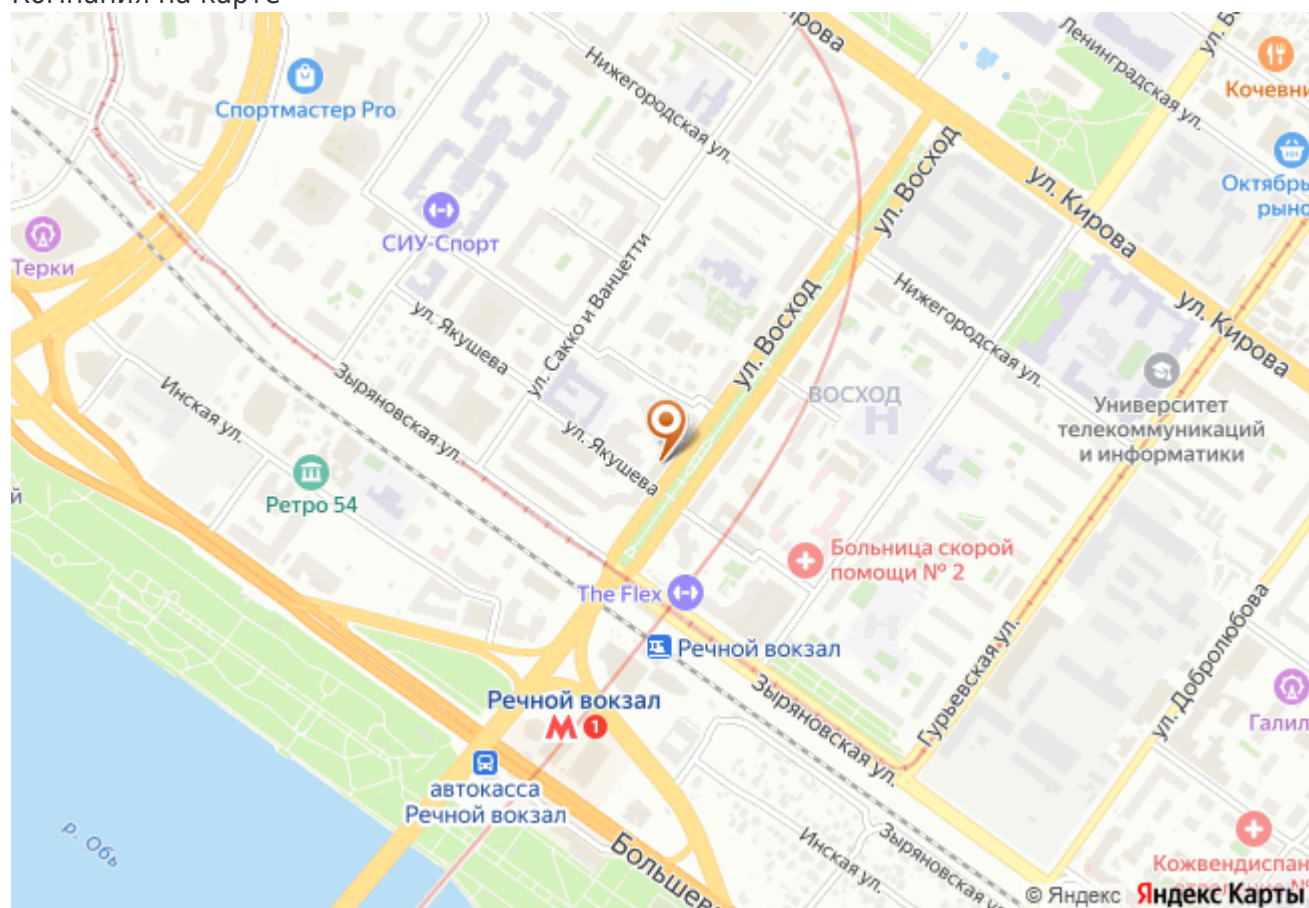 Компания на карте
Спортмастер Pro
Нижегородская ул.
Ленинградская ул.
Кочевни
Октябрь
рыно
ул. Восход
ул. Кирова
СИУ-Спорт
Терки
ул. Сакко и Ванцетти
ул. Якушева
ул. Восход
Нижегородская ул.
ул. Кирова
ВОСХОД
Университет
телекоммуникаций
и информатики
Инская ул.
Зыряновская ул.
ул. Якушева
Ретро 54
й
Больница скорой
помощи № 2
The Flex
Речной вокзал
Речной вокзал
М 1
автокасса
Речной вокзал
Зыряновская ул.
Гурьевская ул.
ул. Добролюбова
Галил
р. Обь
Большев
Инская ул.
Зыряновская ул.
Кожвендиспан
© Яндекс Яндекс Карты